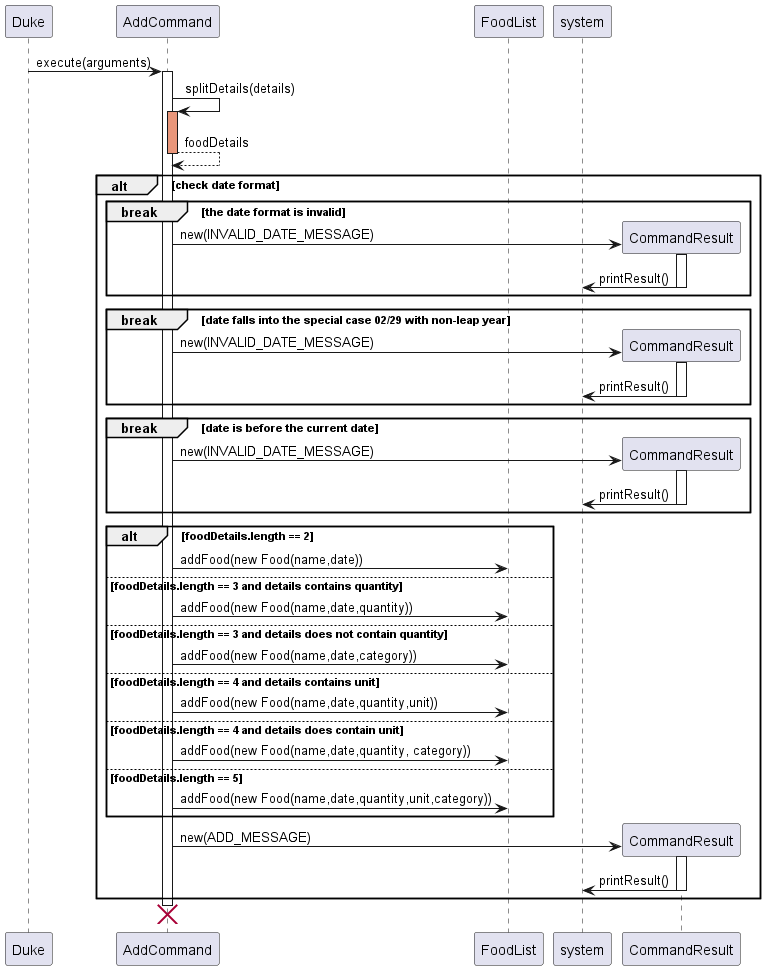 Duke AddCommand FoodList system
execute(arguments)
splitDetails(details)
foodDetails
alt [check date format]
break [the date format is invalid]
new(INVALID_DATE_MESSAGE) CommandResult
printResult()
break [date falls into the special case 02/29 with non-leap year]
new(INVALID_DATE_MESSAGE) CommandResult
printResult()
break [date is before the current date]
new(INVALID_DATE_MESSAGE) CommandResult
printResult()
alt [foodDetails.length == 2]
addFood(new Food(name,date))
[foodDetails.length == 3 and details contains quantity]
addFood(new Food(name,date,quantity))
[foodDetails.length == 3 and details does not contain quantity]
addFood(new Food(name,date,category))
[foodDetails.length == 4 and details contains unit]
addFood(new Food(name,date,quantity,unit))
[foodDetails.length == 4 and details does contain unit]
addFood(new Food(name,date,quantity, category))
[foodDetails.length == 5]
addFood(new Food(name,date,quantity,unit,category))
new(ADD_MESSAGE) CommandResult
printResult()
Duke AddCommand FoodList system CommandResult